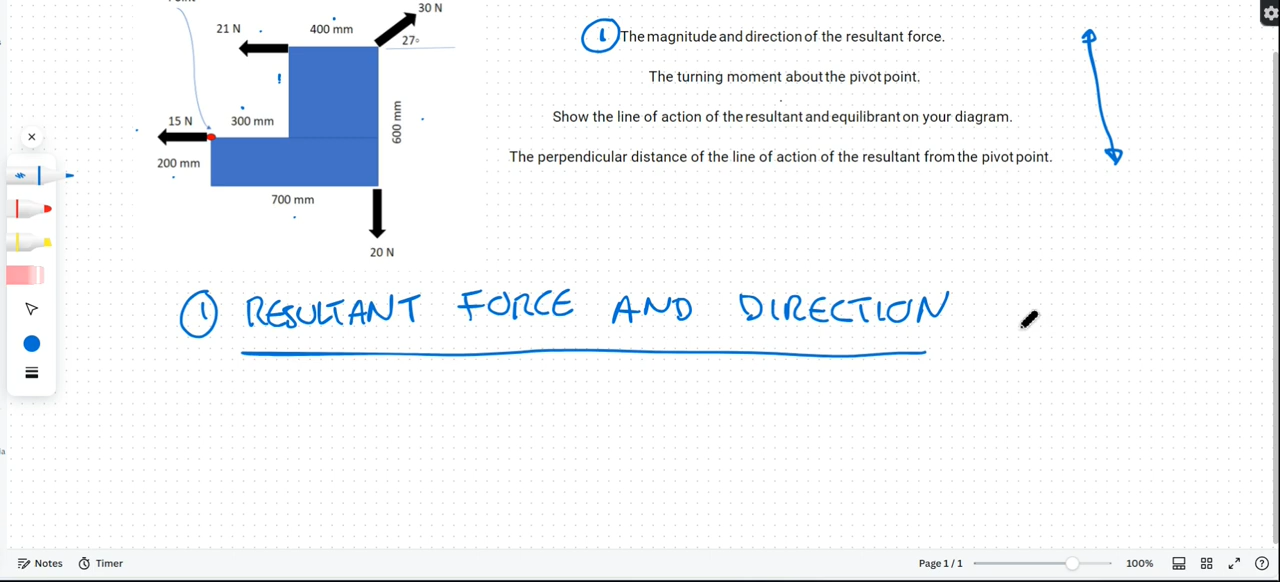 30 N
21 N
400 mm
27°
① The magnitude and direction of the resultant force.
The turning moment about the pivot point.
15 N
300 mm
600 mm
Show the line of action of the resultant and equilibrant on your diagram.
200 mm
The perpendicular distance of the line of action of the resultant from the pivot point.
700 mm
20 N
① RESULTANT FORCE AND DIRECTION
Notes
Timer
Page 1 / 1
100%